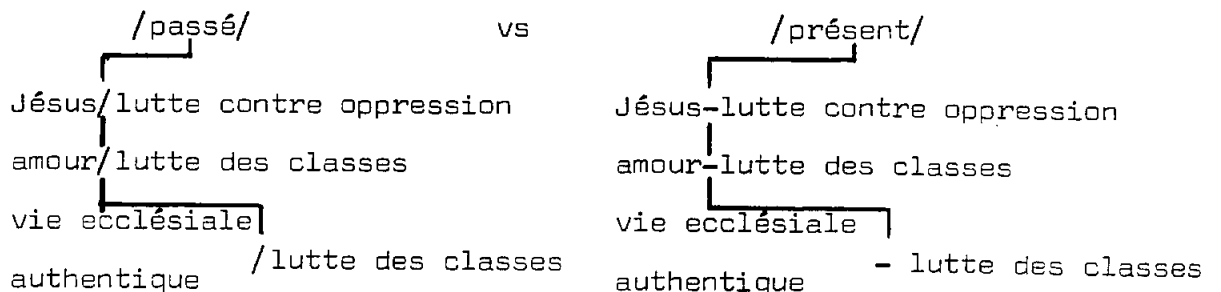 /passé/ vs /présent/
Jésus/lutte contre oppression Jésus-lutte contre oppression
amour/lutte des classes amour-lutte des classes
vie ecclésiale vie ecclésiale
/lutte des classes - lutte des classes
authentique authentique